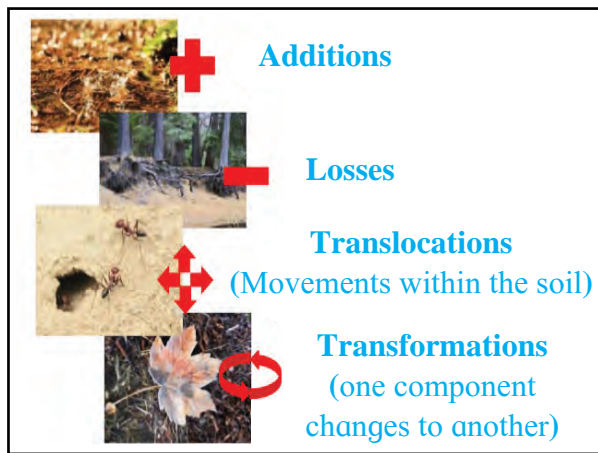 Additions
Losses
Translocations
(Movements within the soil)
Transformations
(one component
changes to another)